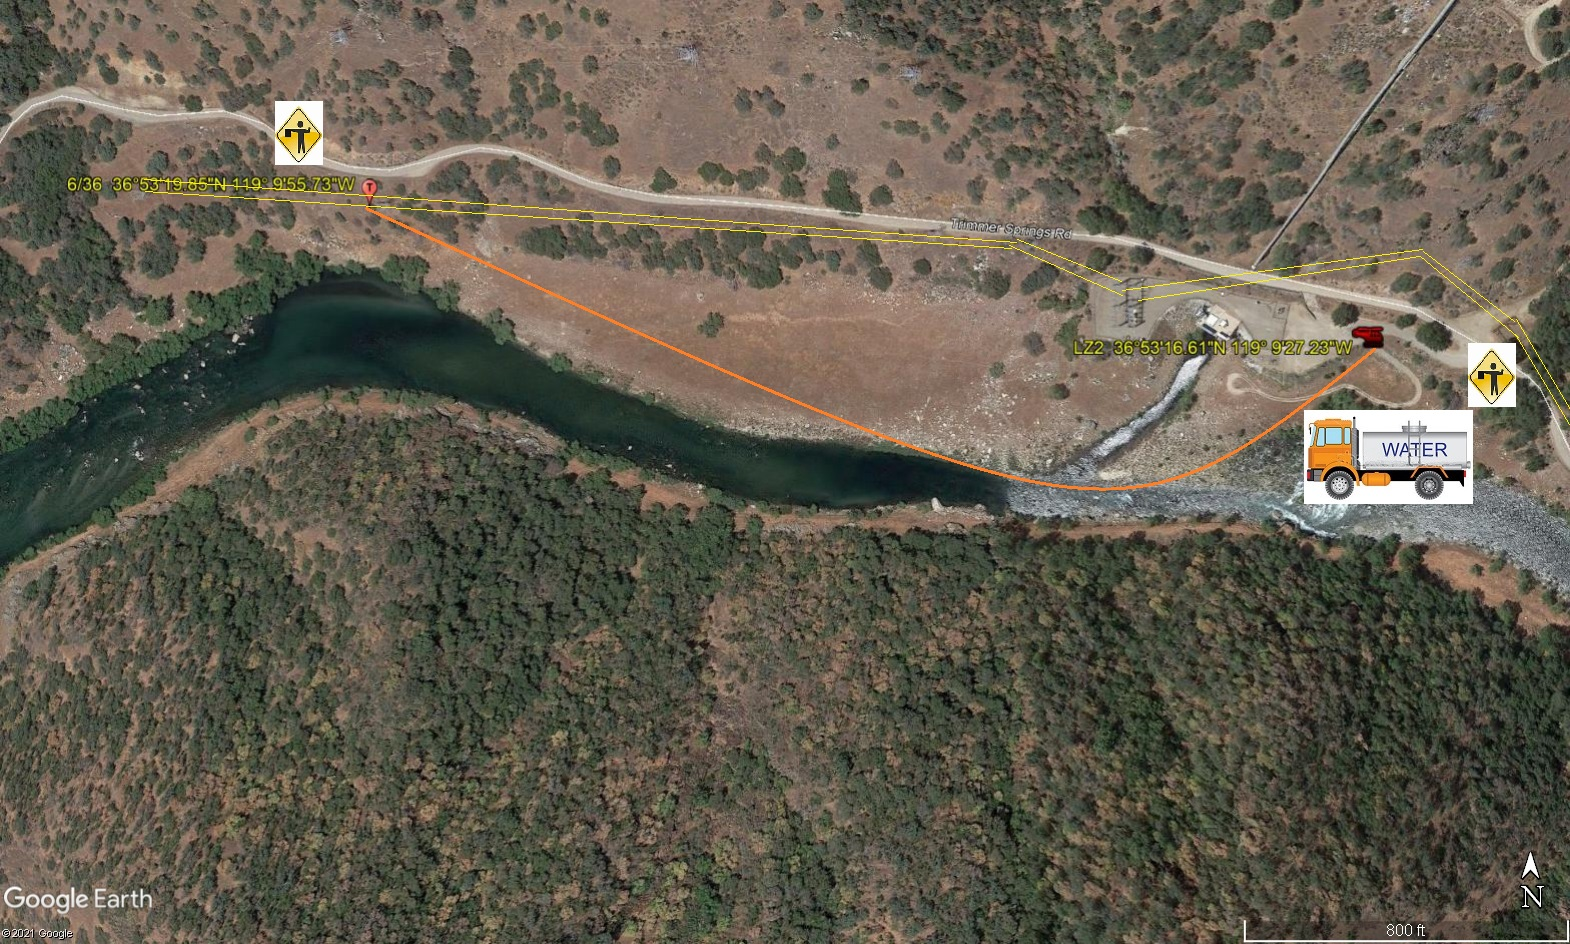 6/36  36°53'19.85"N 119° 9'55.73"W
T
Trimmer Springs Rd
LZ2  36°53'16.61"N 119° 9'27.23"W
WATER
Google Earth
©2021 Google
N
800 ft